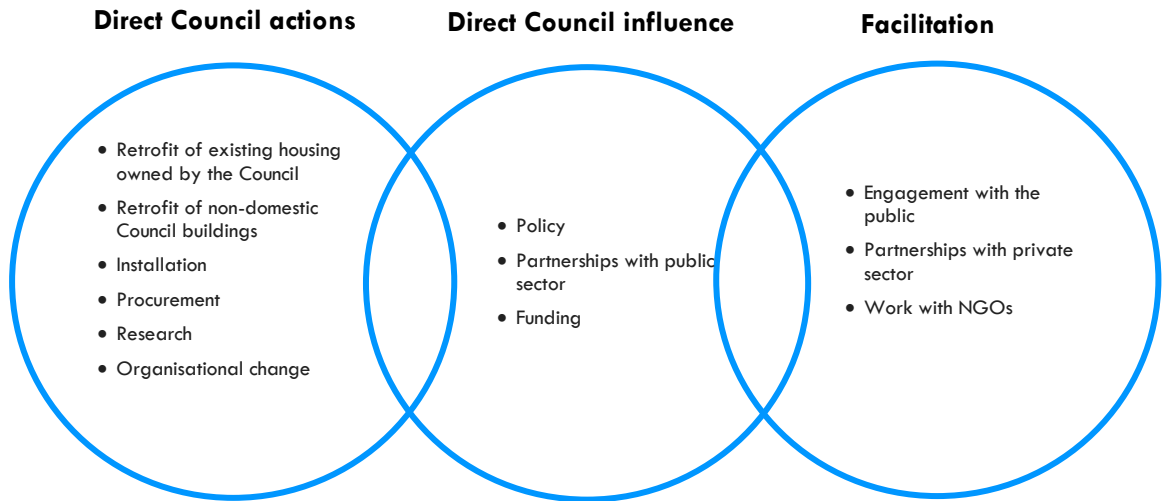 Direct Council actions
Direct Council influence
Facilitation
• Retrofit of existing housing
owned by the Council
• Retrofit of non-domestic
Council buildings
• Installation
• Procurement
• Research
• Organisational change
• Policy
• Partnerships with public
sector
• Funding
• Engagement with the
public
• Partnerships with private
sector
• Work with NGOs